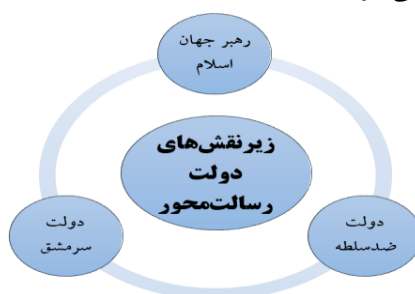 رهبر جهان
اسلام
زیرنقش‌های
دولت
رسالت‌محور
دولت
ضدسلطه
دولت
سرمشق